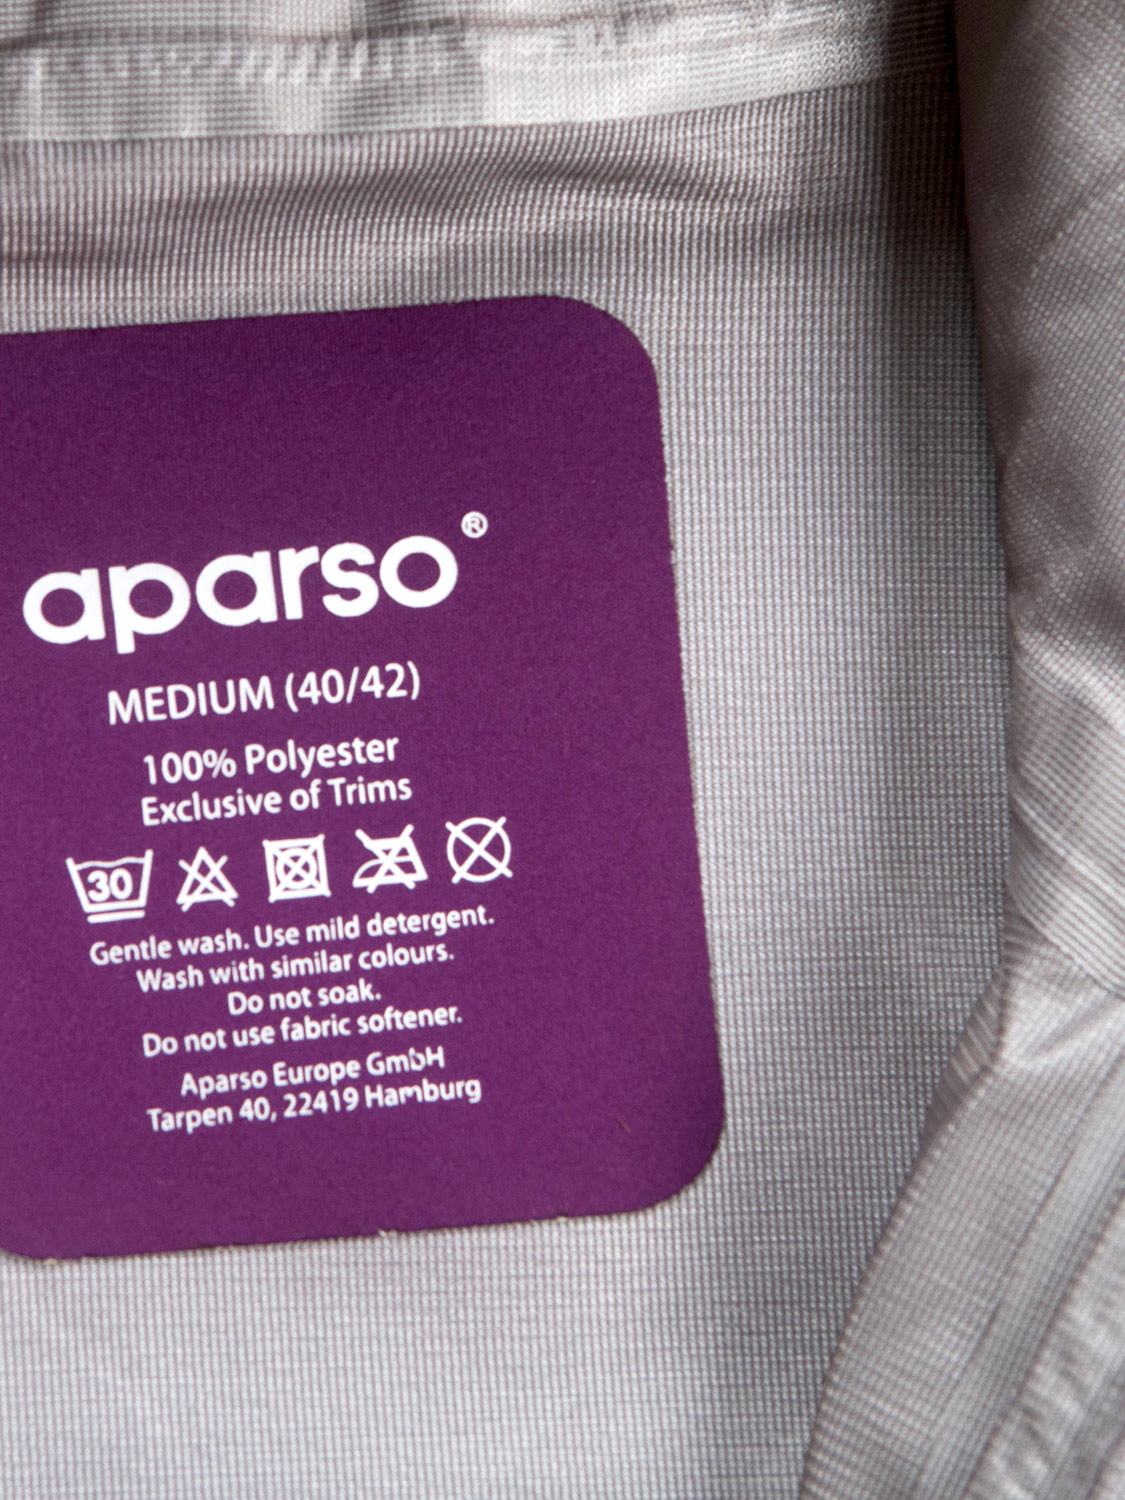 aparso®
MEDIUM (40/42)
100% Polyester
Exclusive of Trims
30
Gentle wash. Use mild detergent.
Wash with similar colours.
Do not soak.
Do not use fabric softener.
Aparso Europe GmbH
Tarpen 40, 22419 Hamburg